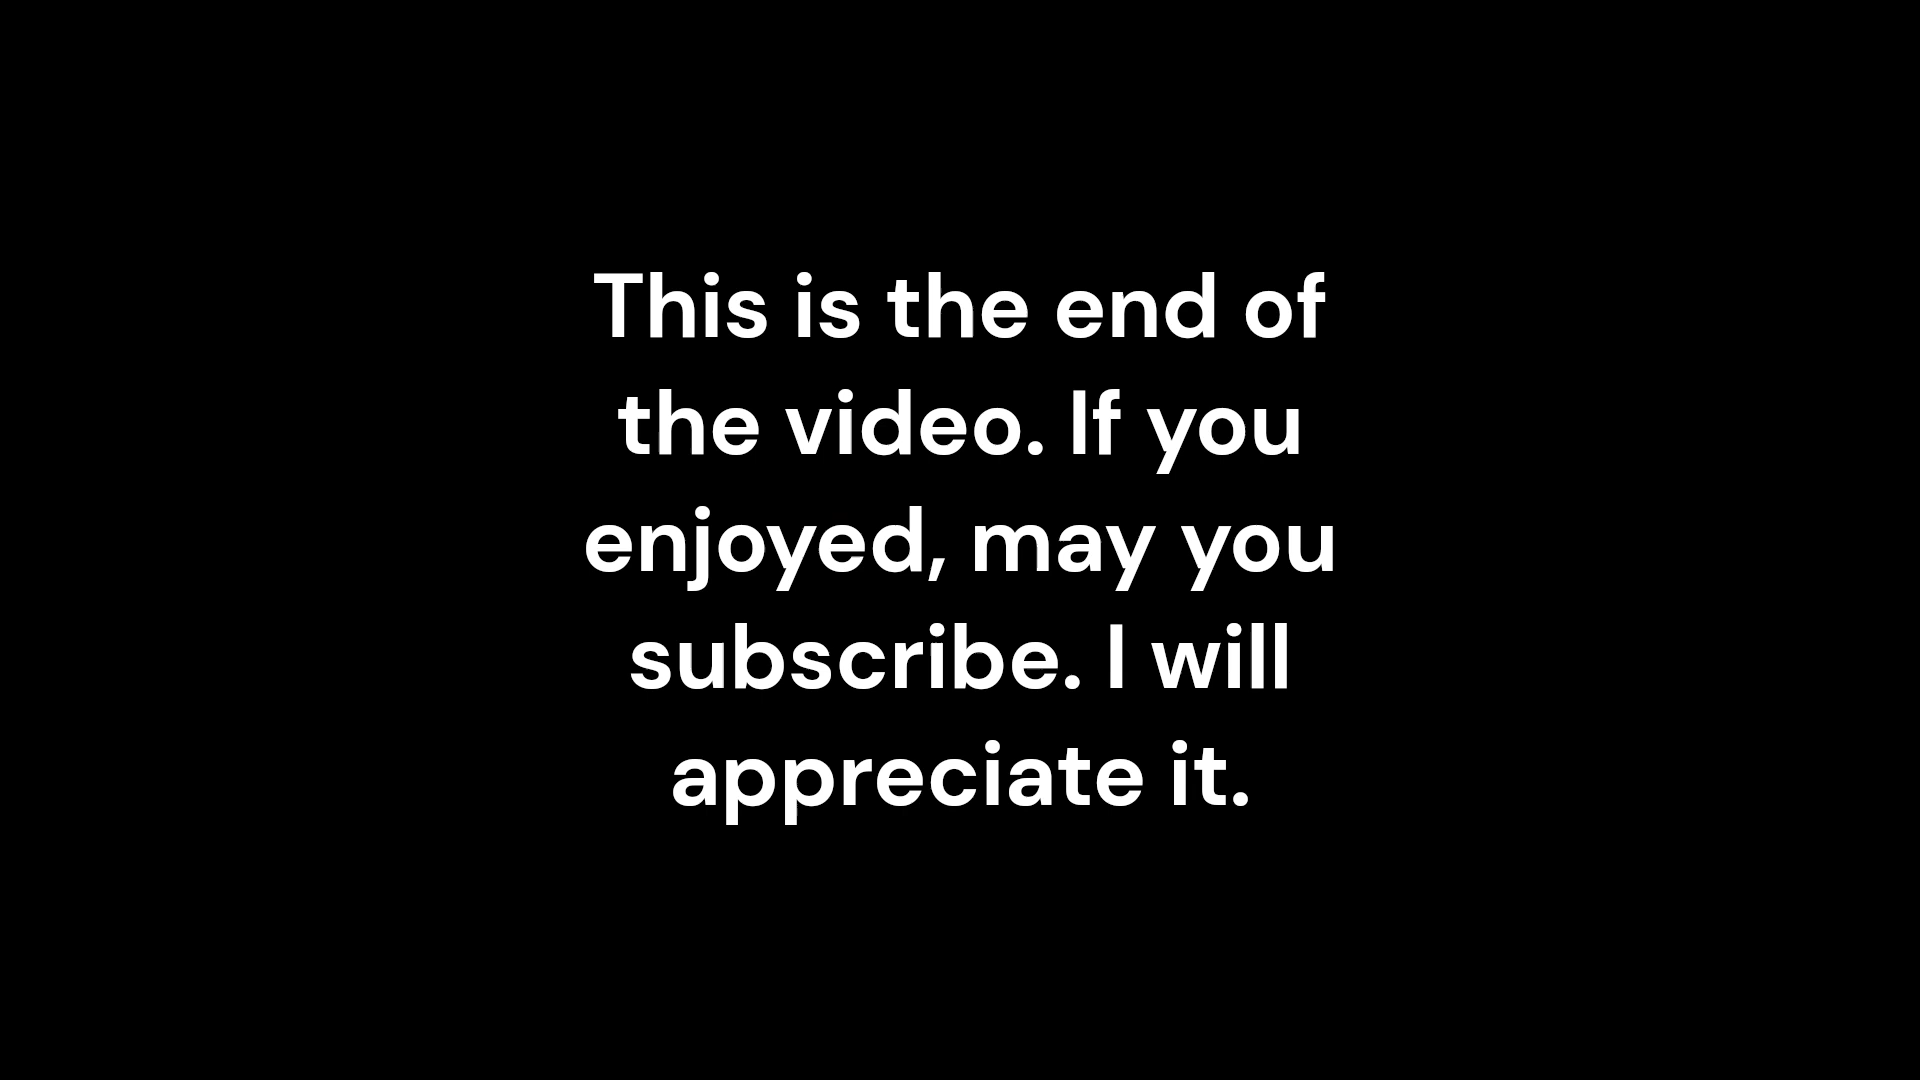 This is the end of
the video. If you
enjoyed, may you
subscribe. I will
appreciate it.